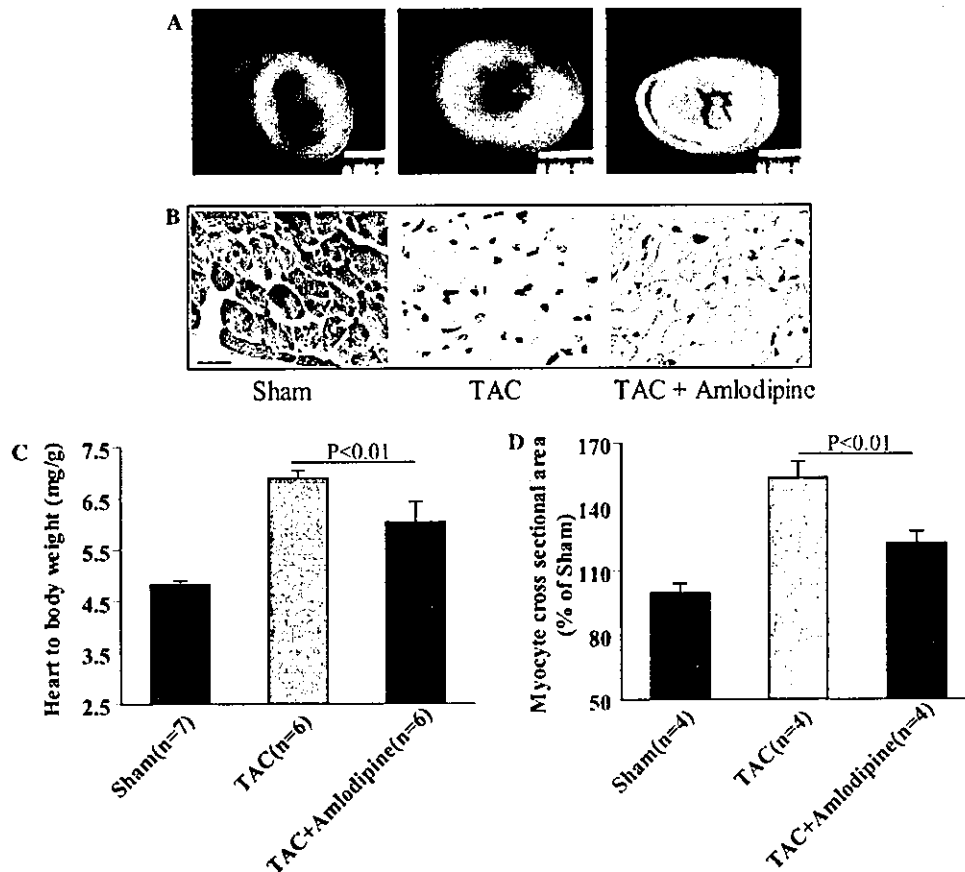 A
B
Sham TAC TAC + Amlodipine
C
Heart to body weight (mg/g)
7.5
6.5
5.5
4.5
3.5
2.5
P<0.01
Sham(n=7)
TAC(n=6)
TAC+Amlodipine(n=6)
D
Myocyte cross sectional area
(% of Sham)
170
140
110
80
50
P<0.01
Sham(n=4)
TAC(n=4)
TAC+Amlodipine(n=4)